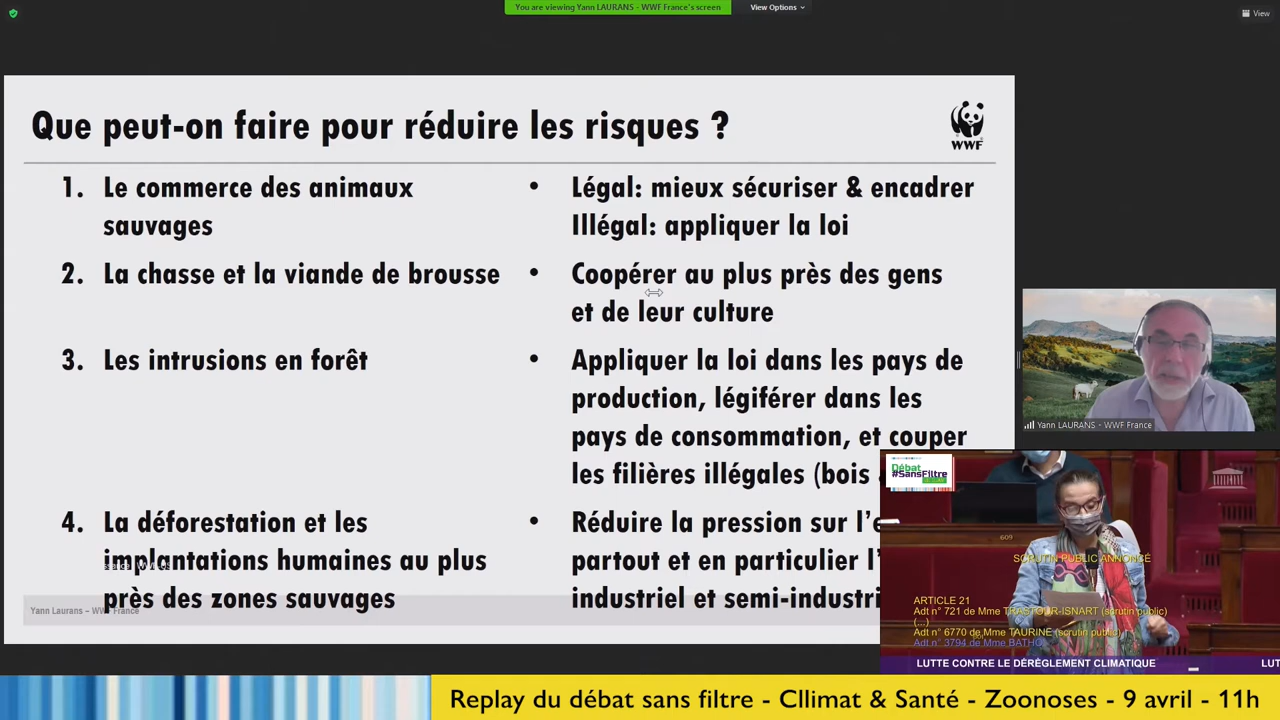 You are viewing Yann LAURANS - WWF France's screen
View Options
View
Que peut-on faire pour réduire les risques ?
WWF
1. Le commerce des animaux
sauvages
• Légal: mieux sécuriser & encadrer
Illégal: appliquer la loi
2. La chasse et la viande de brousse
• Coopérer au plus près des gens
et de leur culture
3. Les intrusions en forêt
• Appliquer la loi dans les pays de
production, légiférer dans les
pays de consommation, et couper
les filières illégales (bois
4. La déforestation et les
implantations humaines au plus
près des zones sauvages
• Réduire la pression sur l'e
partout et en particulier l'
industriel et semi-industri
Yann Laurans – WWF France
Yann LAURANS - WWF France
Débat
#SansFiltre
609
SCRUTIN PUBLIC ANNONCÉ
ARTICLE 21
Adt n° 721 de Mme TRASTOUR-ISNART (scrutin public)
(...)
Adt n° 6770 de Mme TAURINE (scrutin public)
Adt n° 3794 de Mme BATHO
LUTTE CONTRE LE DÉRÈGLEMENT CLIMATIQUE
LUT
Replay du débat sans filtre - Cllimat & Santé - Zoonoses - 9 avril - 11h